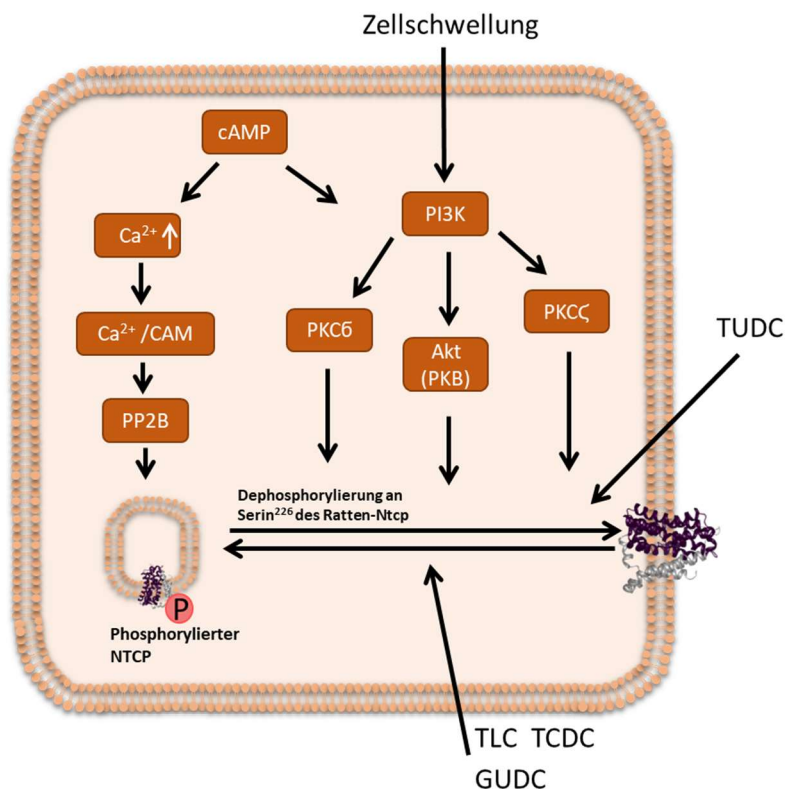 Zellschwellung
cAMP
Ca²⁺
PI3K
Ca²⁺ /CAM
PKCδ
Akt
(PKB)
PKCζ
TUDC
PP2B
Dephosphorylierung an
Serin²²⁶ des Ratten-Ntcp
P
Phosphorylierter
NTCP
TLC TCDC
GUDC